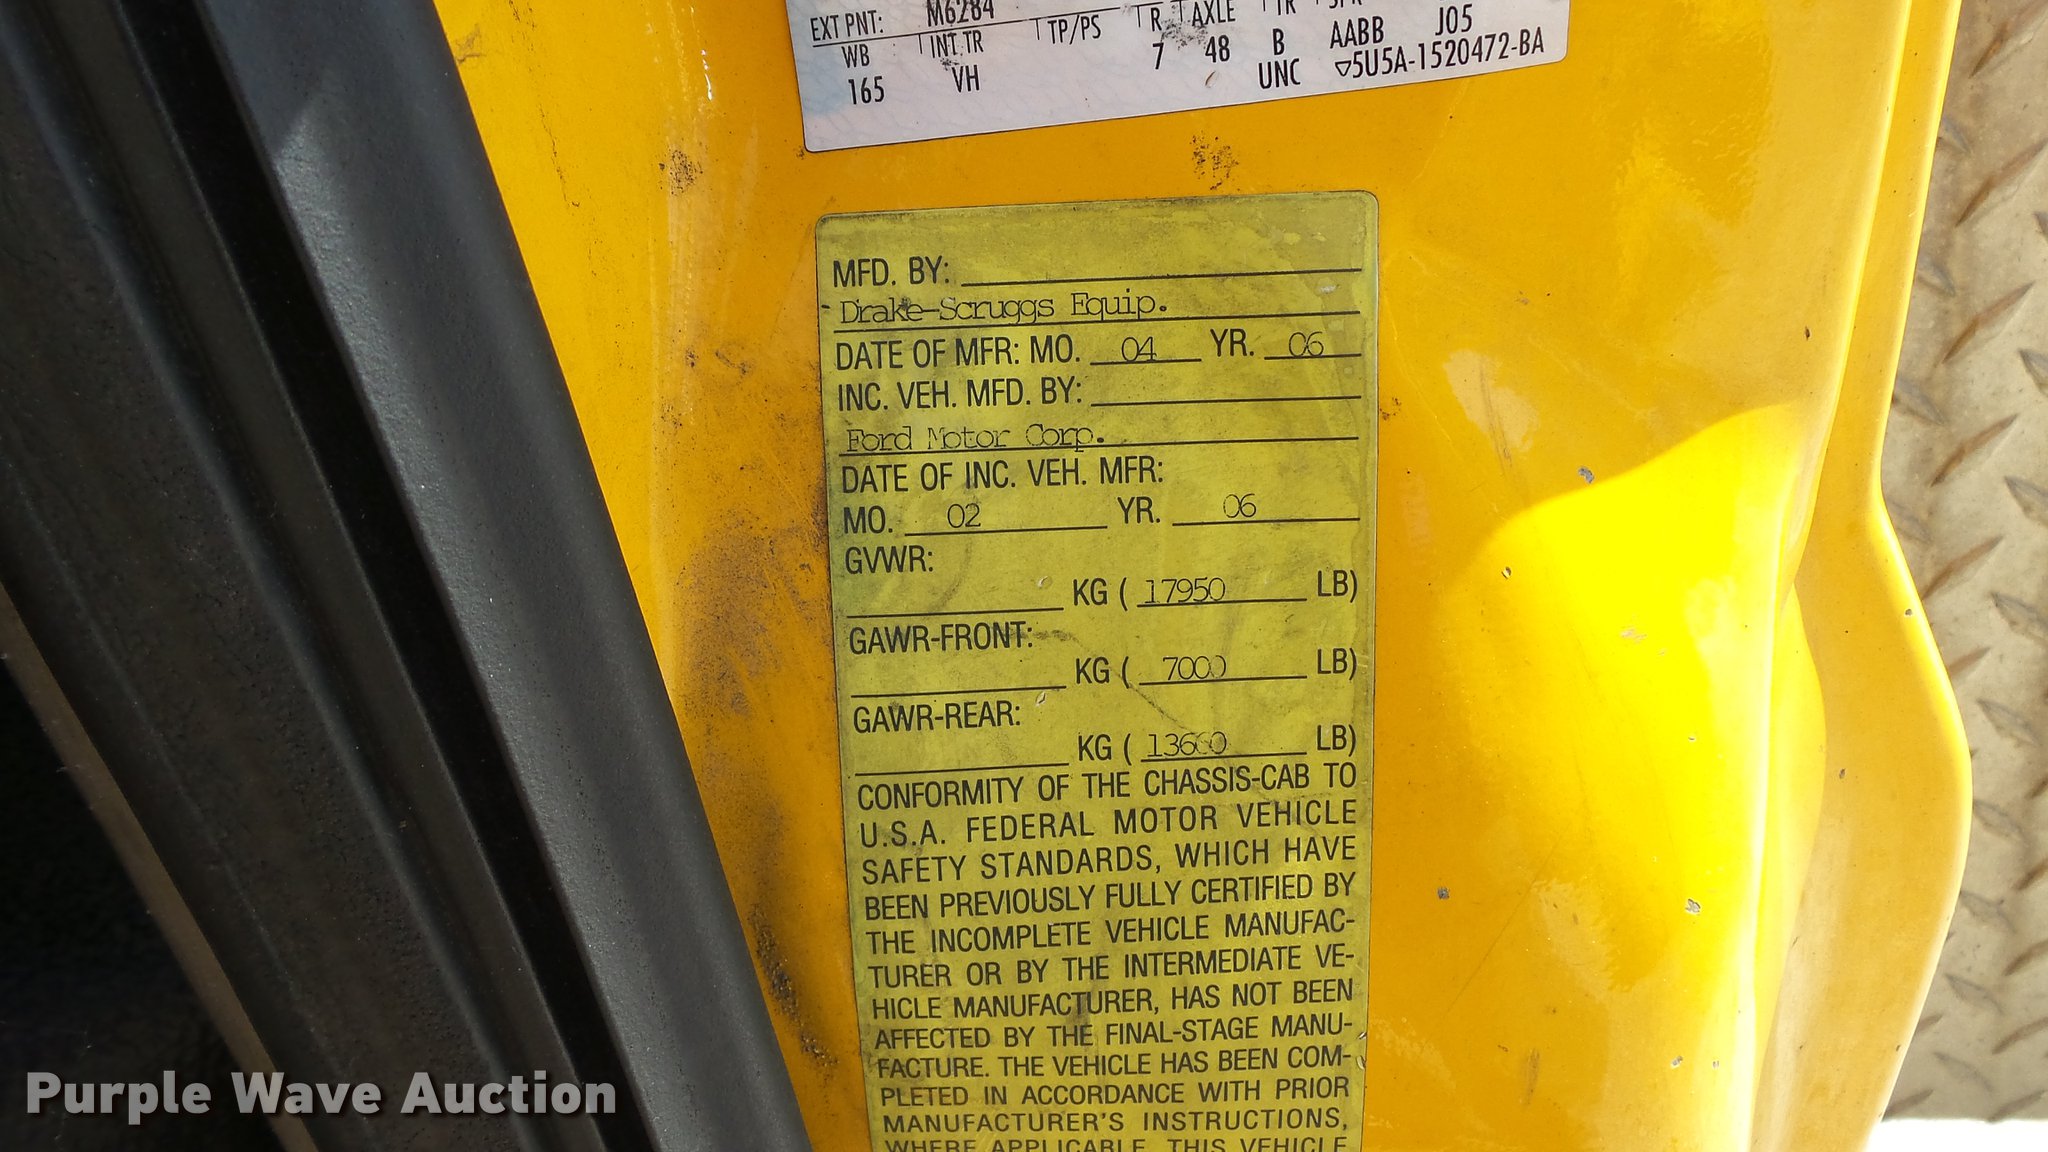 EXT PNT: M6284
WB INT TR TP/PS R AXLE TR SPR
165 VH 7 48 B AABB J05
UNC ▽5U5A-1520472-BA
MFD. BY:
Drake-Scruggs Equip.
DATE OF MFR: MO. 04 YR. 06
INC. VEH. MFD. BY:
Ford Motor Corp.
DATE OF INC. VEH. MFR:
MO. 02 YR. 06
GVWR:
KG ( 17950 LB)
GAWR-FRONT:
KG ( 7000 LB)
GAWR-REAR:
KG ( 13660 LB)
CONFORMITY OF THE CHASSIS-CAB TO
U.S.A. FEDERAL MOTOR VEHICLE
SAFETY STANDARDS, WHICH HAVE
BEEN PREVIOUSLY FULLY CERTIFIED BY
THE INCOMPLETE VEHICLE MANUFAC-
TURER OR BY THE INTERMEDIATE VE-
HICLE MANUFACTURER, HAS NOT BEEN
AFFECTED BY THE FINAL-STAGE MANU-
FACTURE. THE VEHICLE HAS BEEN COM-
PLETED IN ACCORDANCE WITH PRIOR
MANUFACTURER'S INSTRUCTIONS,
WHERE APPLICABLE. THIS VEHICLE
Purple Wave Auction